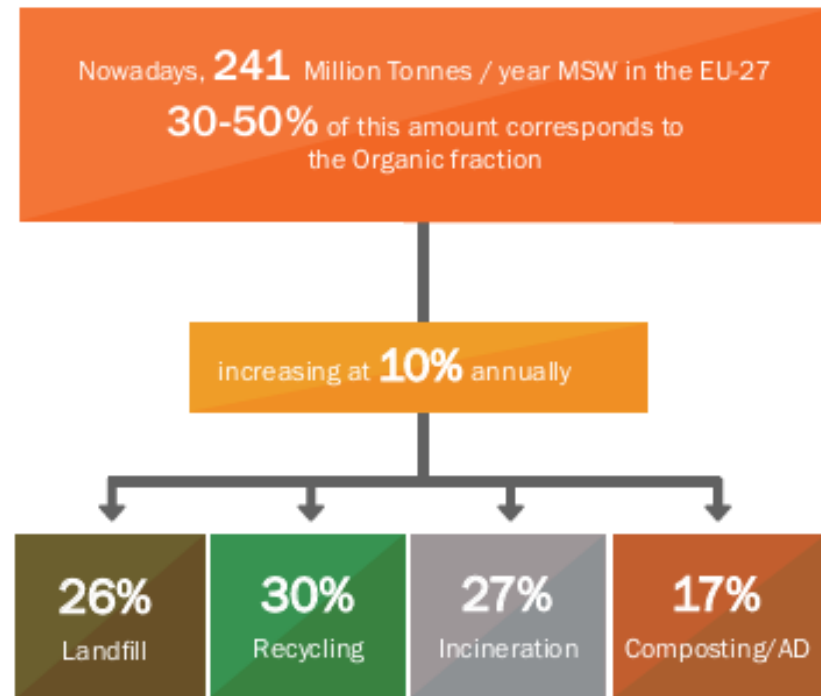 Nowadays, 241 Million Tonnes / year MSW in the EU-27
30-50% of this amount corresponds to
the Organic fraction
increasing at 10% annually
26%
Landfill
30%
Recycling
27%
Incineration
17%
Composting/AD